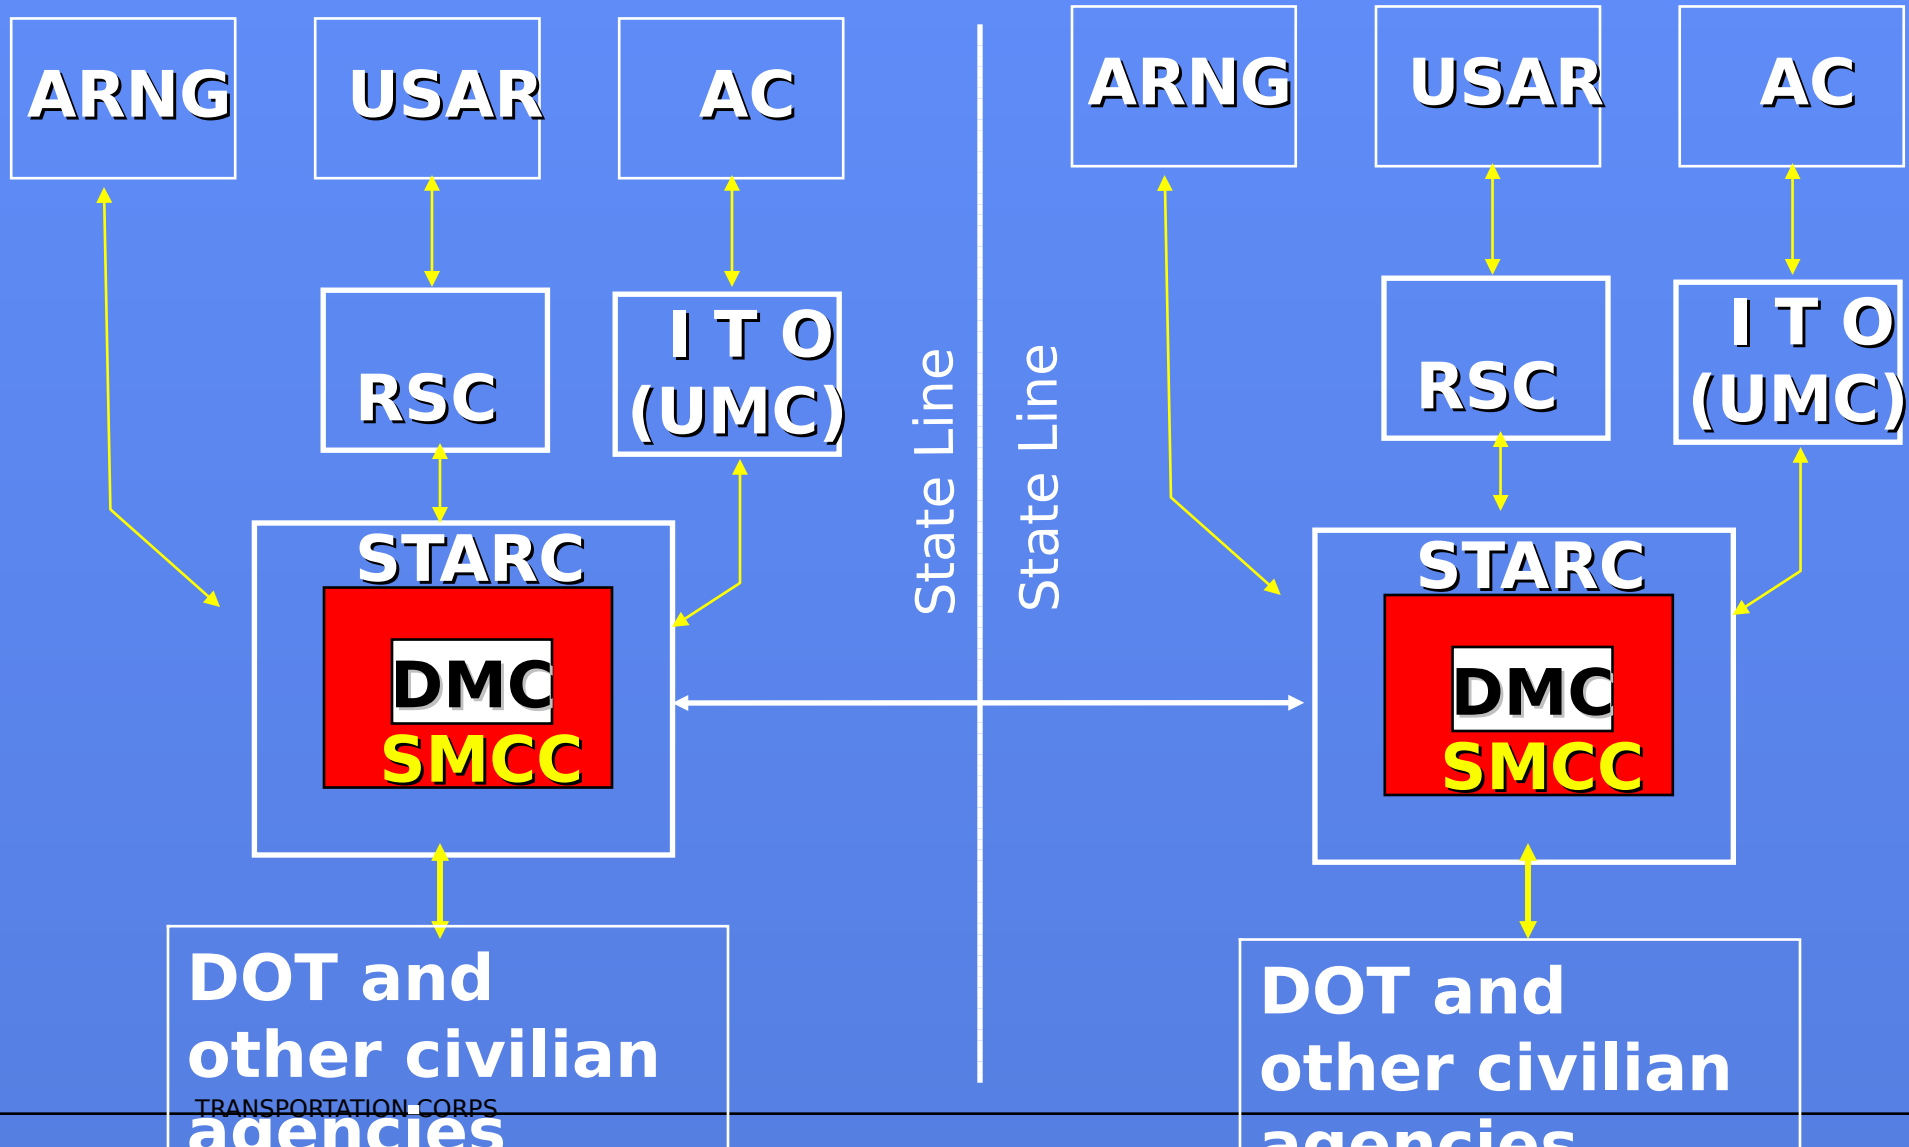 ARNG
USAR
AC
RSC
I T O
(UMC)
STARC
DMC
SMCC
DOT and
other civilian
agencies
TRANSPORTATION CORPS
State Line
State Line
ARNG
USAR
AC
RSC
I T O
(UMC)
STARC
DMC
SMCC
DOT and
other civilian
agencies